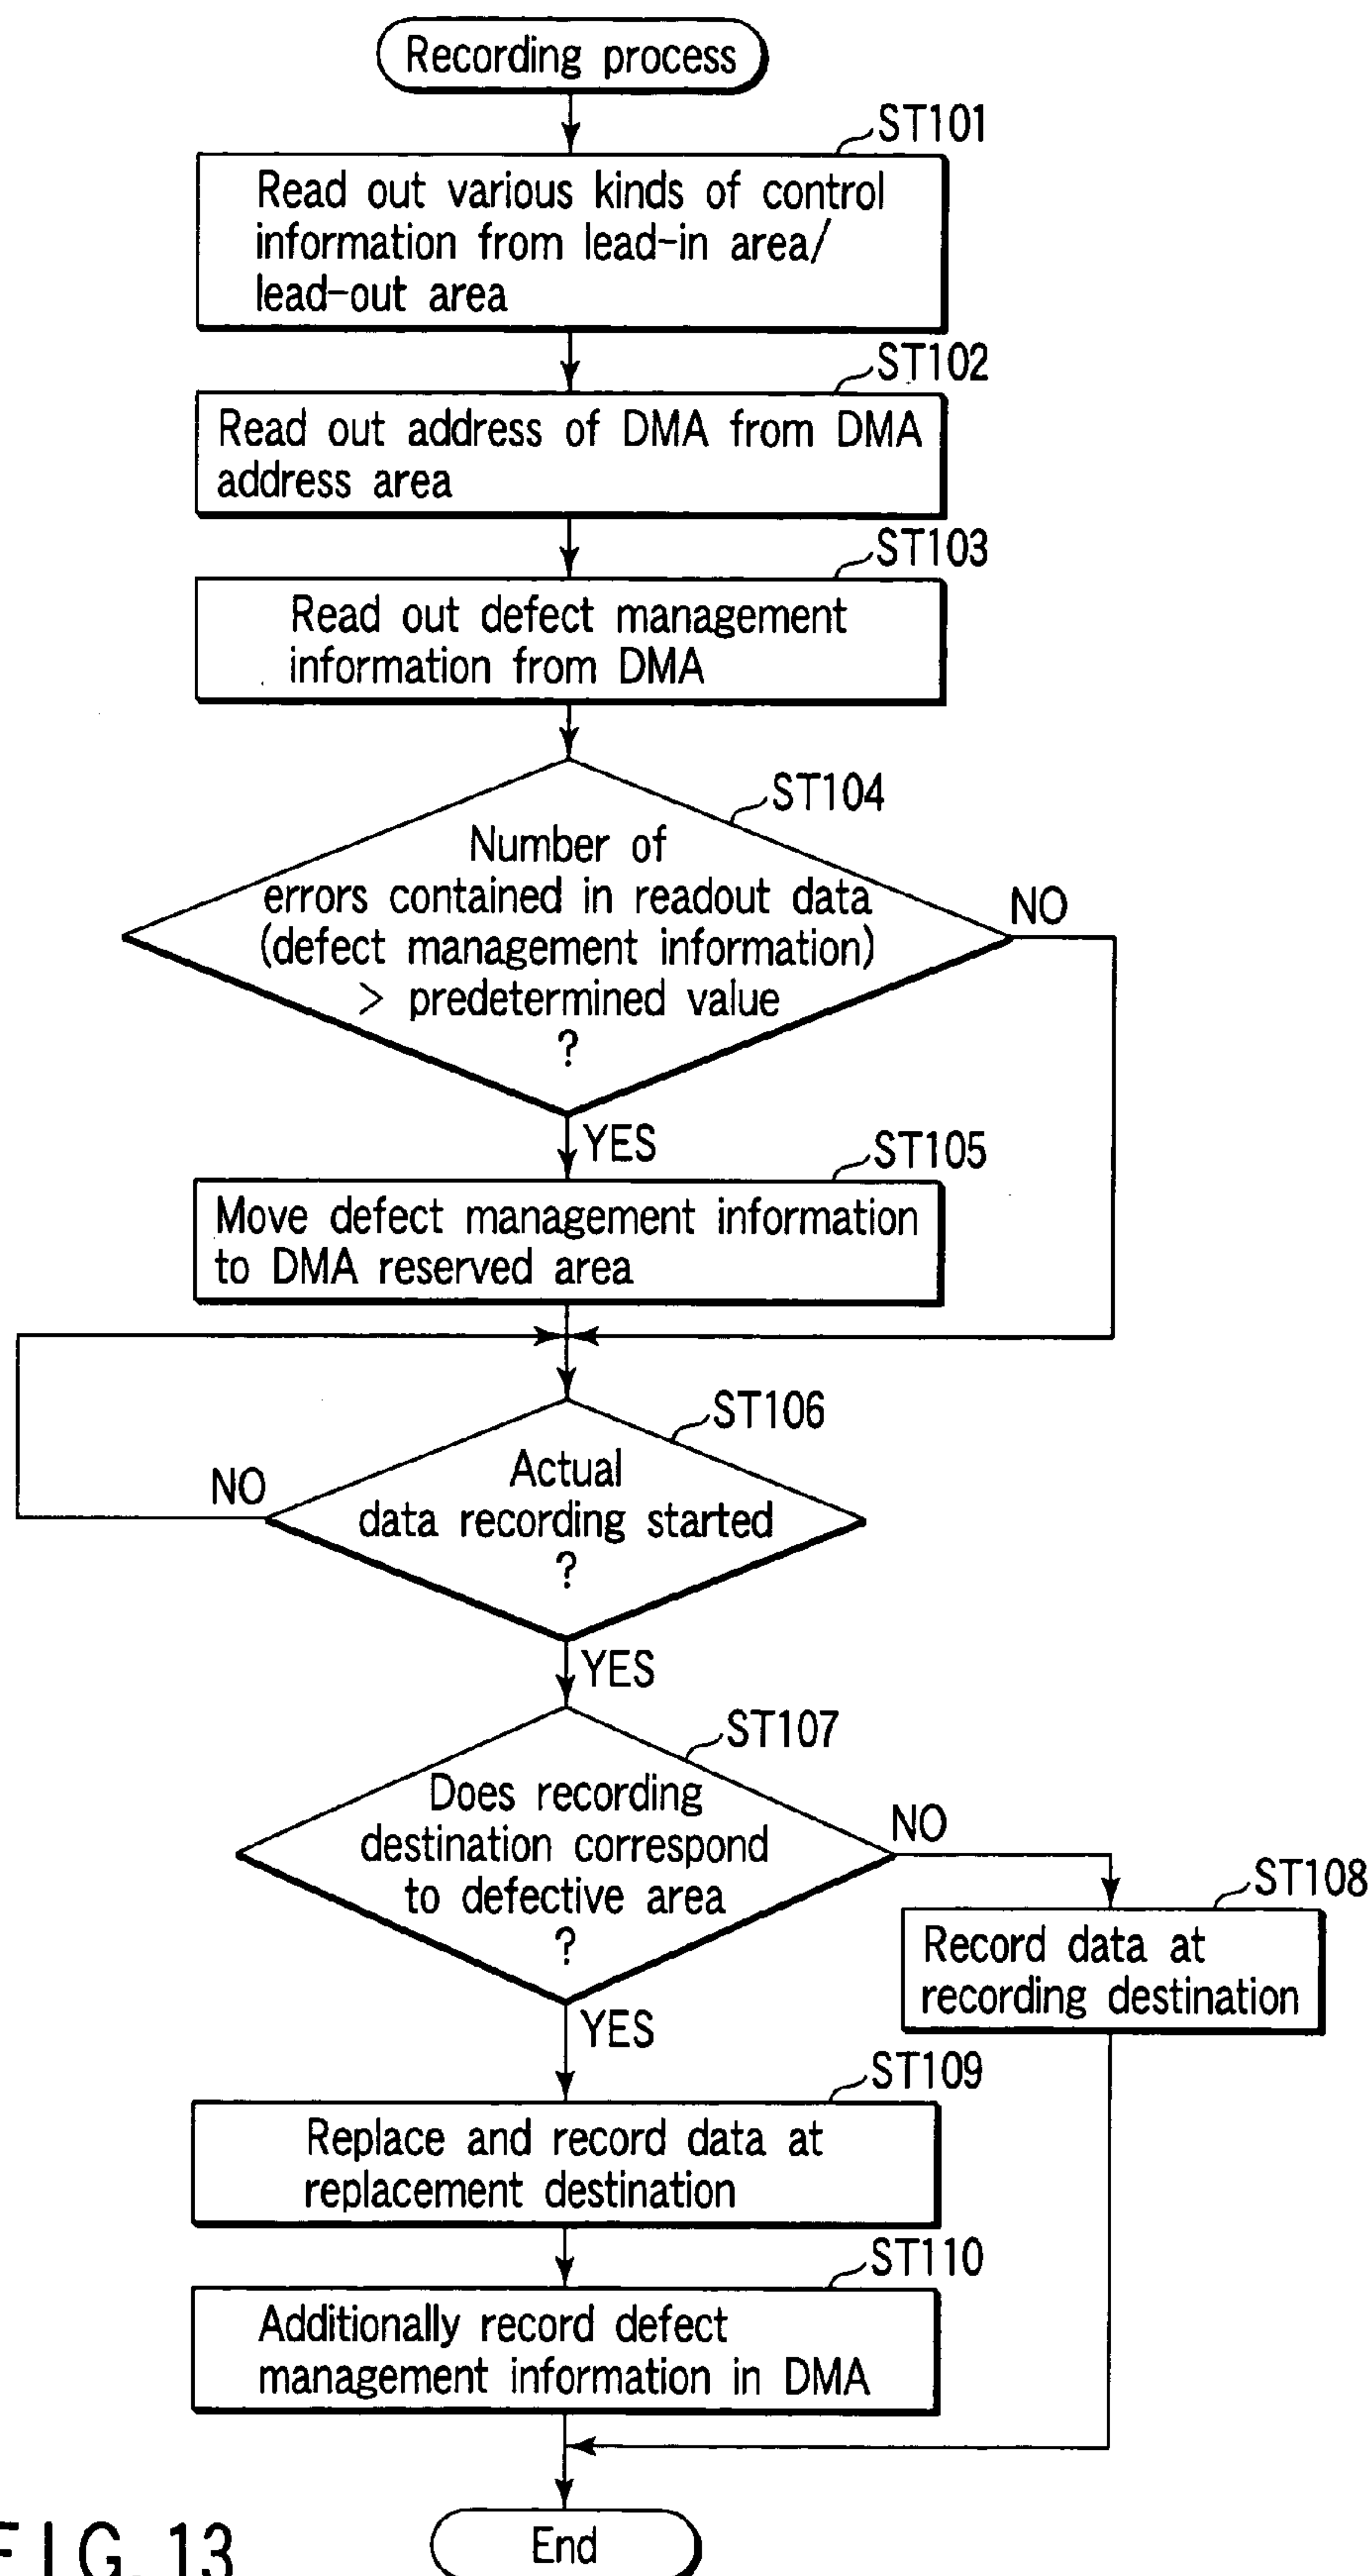 Recording process
ST101
Read out various kinds of control
information from lead-in area/
lead-out area
ST102
Read out address of DMA from DMA
address area
ST103
Read out defect management
information from DMA
ST104
Number of
errors contained in readout data
(defect management information)
> predetermined value
?
NO
YES
ST105
Move defect management information
to DMA reserved area
ST106
Actual
data recording started
?
NO
YES
ST107
Does recording
destination correspond
to defective area
?
NO
ST108
Record data at
recording destination
YES
ST109
Replace and record data at
replacement destination
ST110
Additionally record defect
management information in DMA
End
FIG. 13